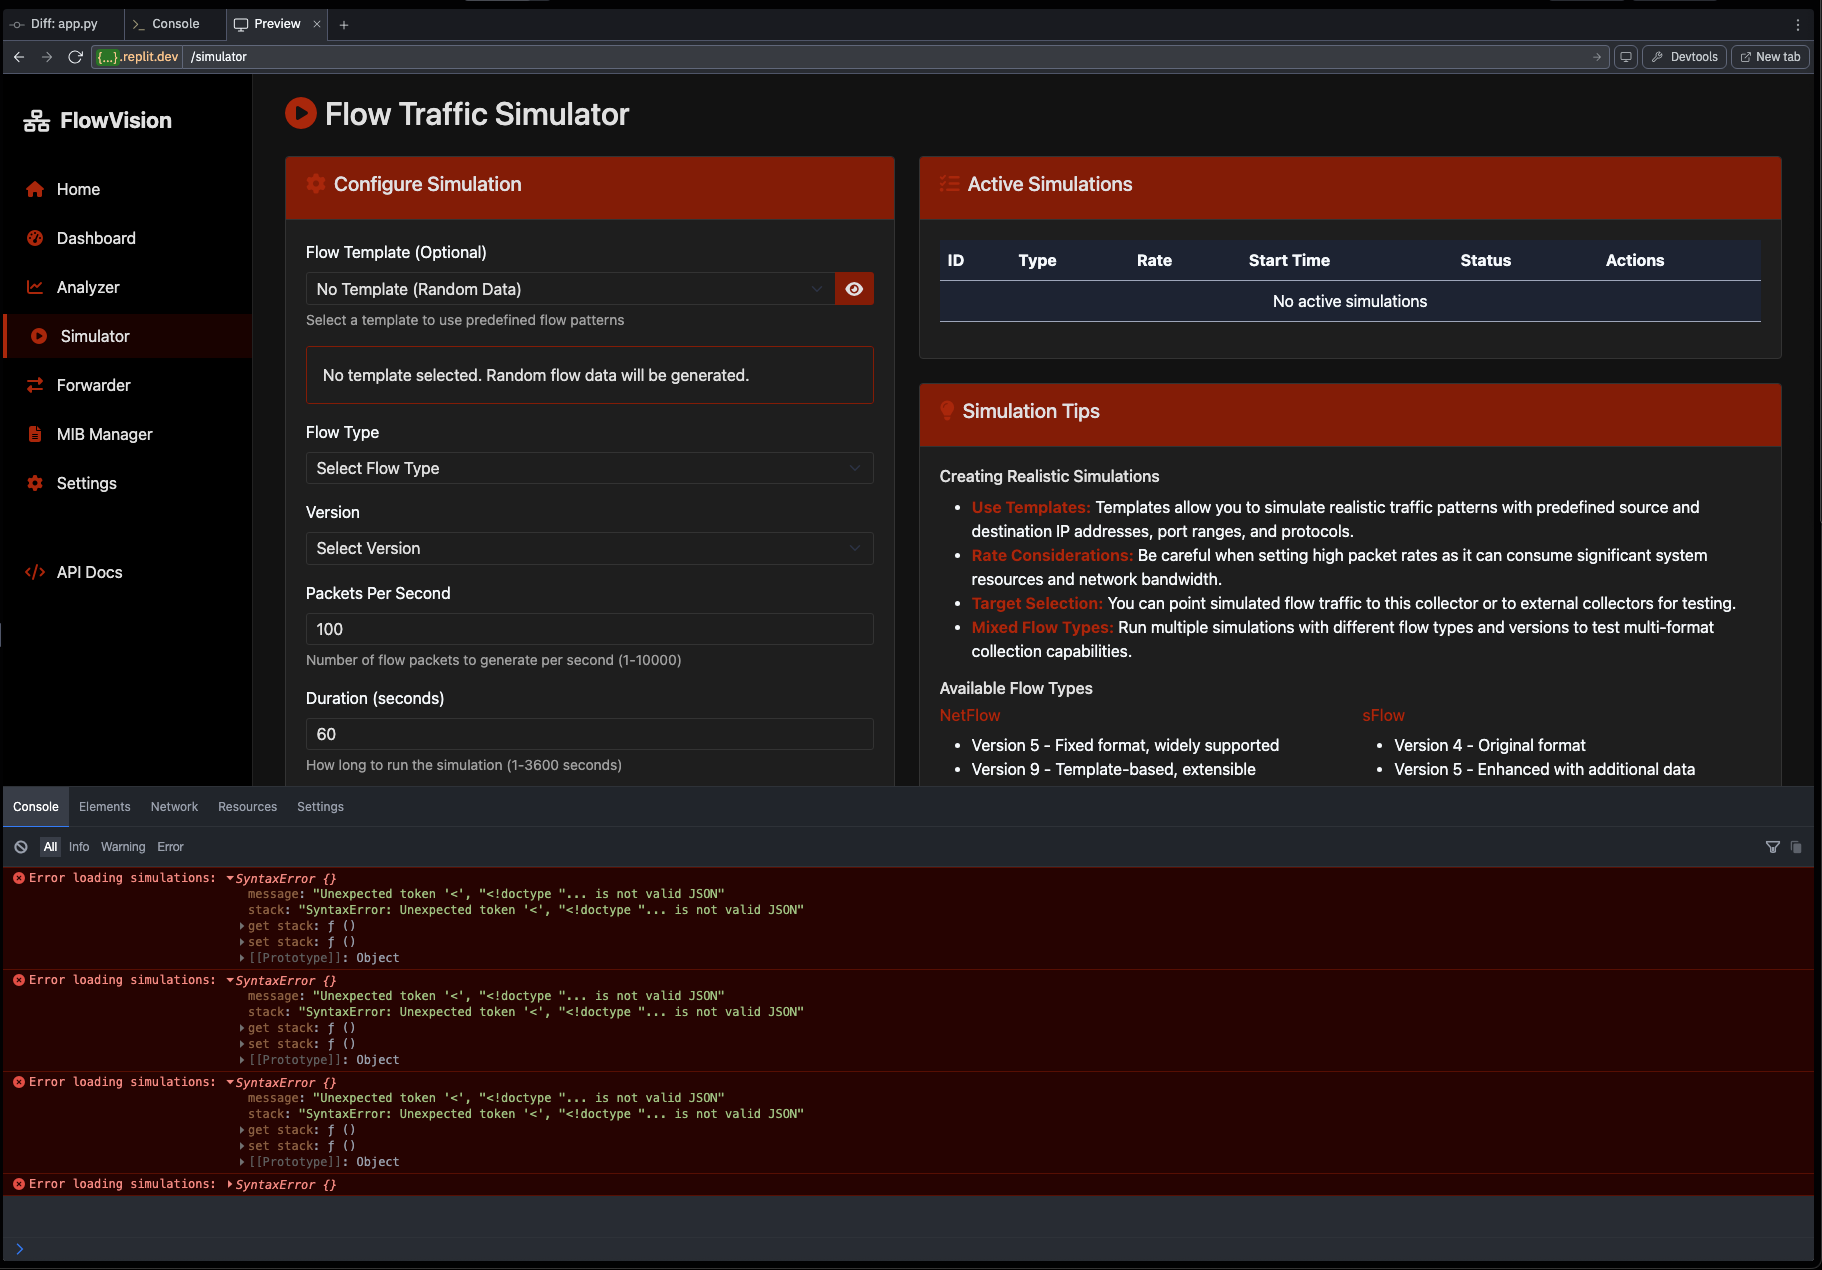 Diff: app.py
Console
Preview
{...}.replit.dev /simulator
Devtools
New tab
FlowVision
Home
Dashboard
Analyzer
Simulator
Forwarder
MIB Manager
Settings
API Docs
Flow Traffic Simulator
Configure Simulation
Flow Template (Optional)
No Template (Random Data)
Select a template to use predefined flow patterns
No template selected. Random flow data will be generated.
Flow Type
Select Flow Type
Version
Select Version
Packets Per Second
100
Number of flow packets to generate per second (1-10000)
Duration (seconds)
60
How long to run the simulation (1-3600 seconds)
Active Simulations
ID Type Rate Start Time Status Actions
No active simulations
Simulation Tips
Creating Realistic Simulations
Use Templates: Templates allow you to simulate realistic traffic patterns with predefined source and
destination IP addresses, port ranges, and protocols.
Rate Considerations: Be careful when setting high packet rates as it can consume significant system
resources and network bandwidth.
Target Selection: You can point simulated flow traffic to this collector or to external collectors for testing.
Mixed Flow Types: Run multiple simulations with different flow types and versions to test multi-format
collection capabilities.
Available Flow Types
NetFlow
Version 5 - Fixed format, widely supported
Version 9 - Template-based, extensible
sFlow
Version 4 - Original format
Version 5 - Enhanced with additional data
Console Elements Network Resources Settings
All Info Warning Error
Error loading simulations: SyntaxError {}
message: "Unexpected token '<', "<!doctype "... is not valid JSON"
stack: "SyntaxError: Unexpected token '<', "<!doctype "... is not valid JSON"
get stack: ƒ ()
set stack: ƒ ()
[[Prototype]]: Object
Error loading simulations: SyntaxError {}
message: "Unexpected token '<', "<!doctype "... is not valid JSON"
stack: "SyntaxError: Unexpected token '<', "<!doctype "... is not valid JSON"
get stack: ƒ ()
set stack: ƒ ()
[[Prototype]]: Object
Error loading simulations: SyntaxError {}
message: "Unexpected token '<', "<!doctype "... is not valid JSON"
stack: "SyntaxError: Unexpected token '<', "<!doctype "... is not valid JSON"
get stack: ƒ ()
set stack: ƒ ()
[[Prototype]]: Object
Error loading simulations: SyntaxError {}